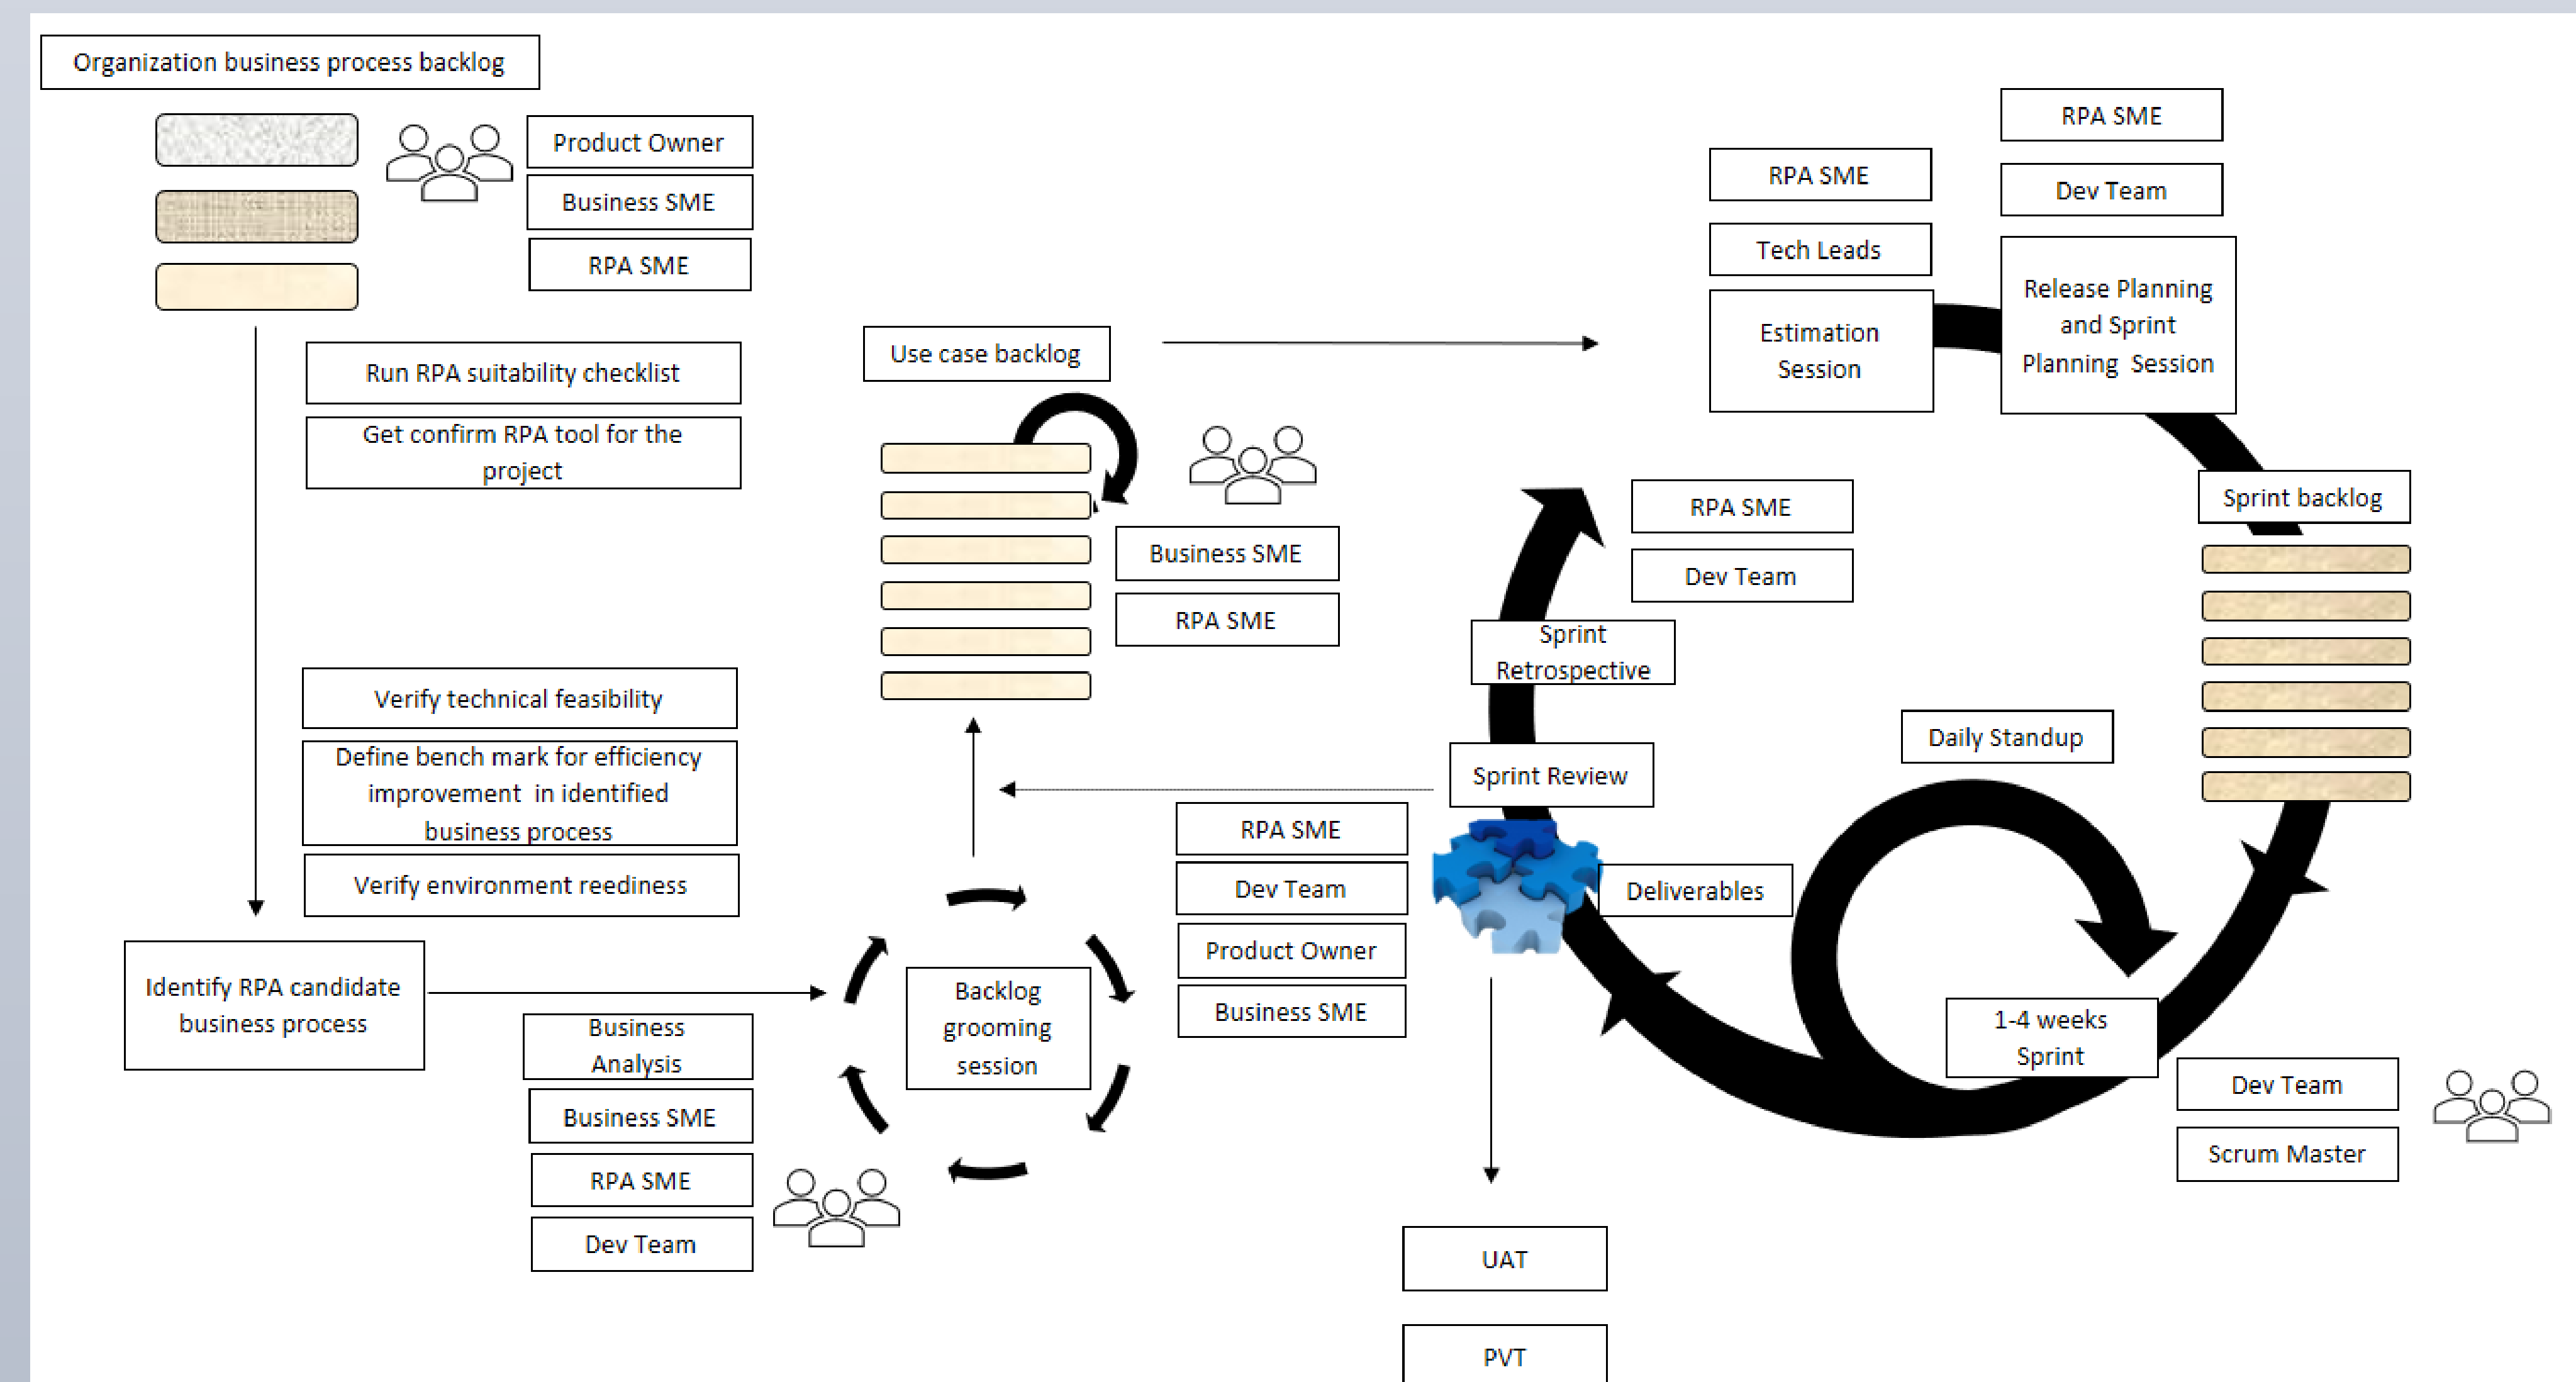 Organization business process backlog
Product Owner
Business SME
RPA SME
Run RPA suitability checklist
Get confirm RPA tool for the
project
Verify technical feasibility
Define bench mark for efficiency
improvement  in identified
business process
Verify environment reediness
Identify RPA candidate
business process
Business
Analysis
Business SME
RPA SME
Dev Team
Backlog
grooming
session
Use case backlog
Business SME
RPA SME
RPA SME
Tech Leads
Estimation
Session
RPA SME
Dev Team
Release Planning
and Sprint
Planning  Session
Sprint backlog
Daily Standup
1-4 weeks
Sprint
Dev Team
Scrum Master
Deliverables
Sprint Review
RPA SME
Dev Team
Product Owner
Business SME
Sprint
Retrospective
RPA SME
Dev Team
UAT
PVT